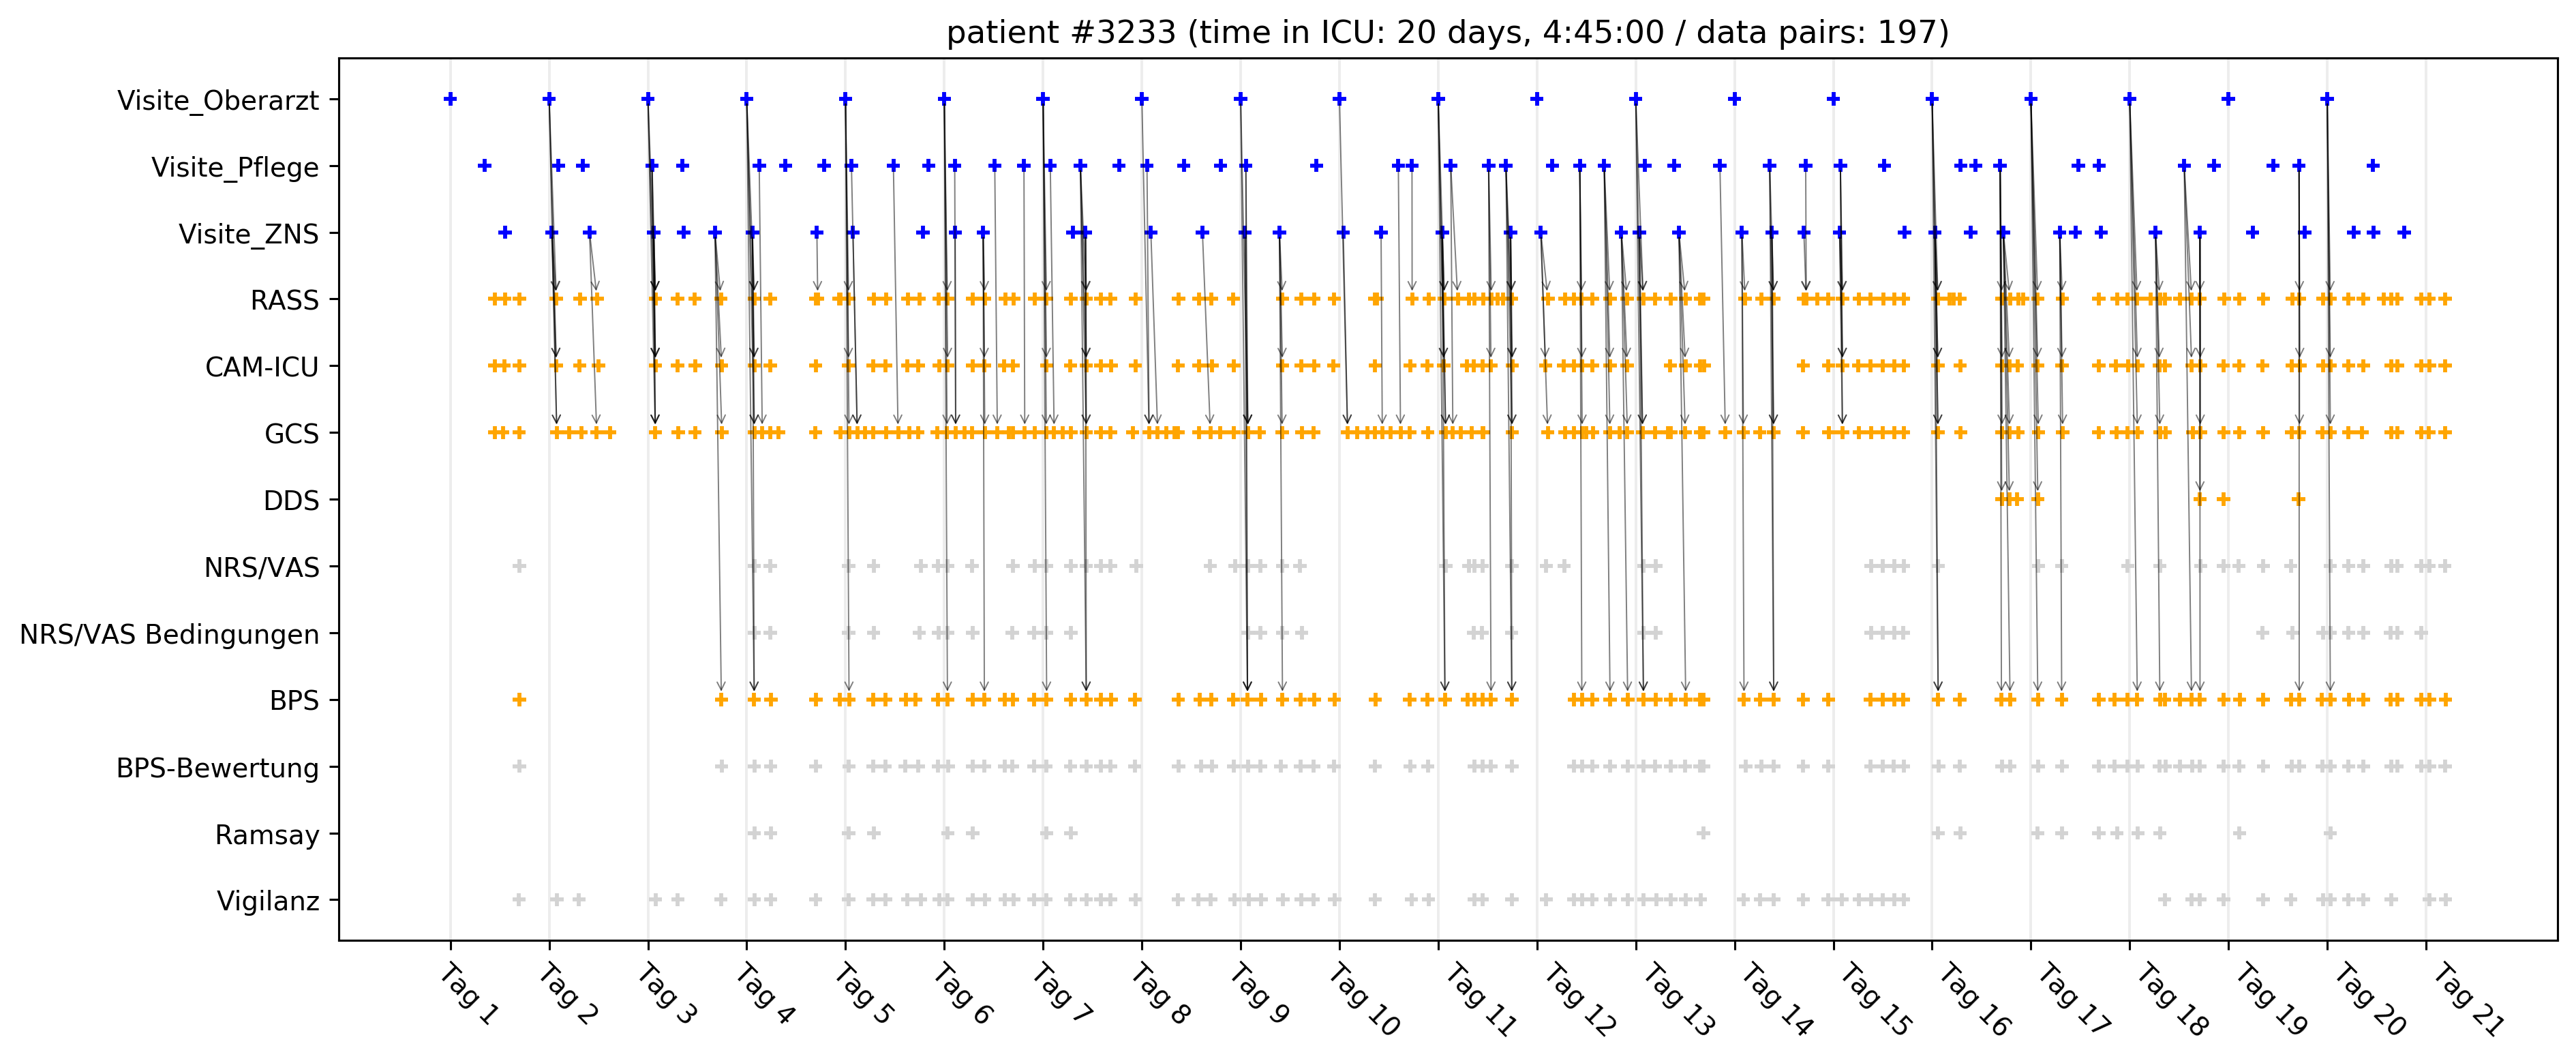 patient #3233 (time in ICU: 20 days, 4:45:00 / data pairs: 197)
Visite_Oberarzt
Visite_Pflege
Visite_ZNS
RASS
CAM-ICU
GCS
DDS
NRS/VAS
NRS/VAS Bedingungen
BPS
BPS-Bewertung
Ramsay
Vigilanz
Tag 1
Tag 2
Tag 3
Tag 4
Tag 5
Tag 6
Tag 7
Tag 8
Tag 9
Tag 10
Tag 11
Tag 12
Tag 13
Tag 14
Tag 15
Tag 16
Tag 17
Tag 18
Tag 19
Tag 20
Tag 21